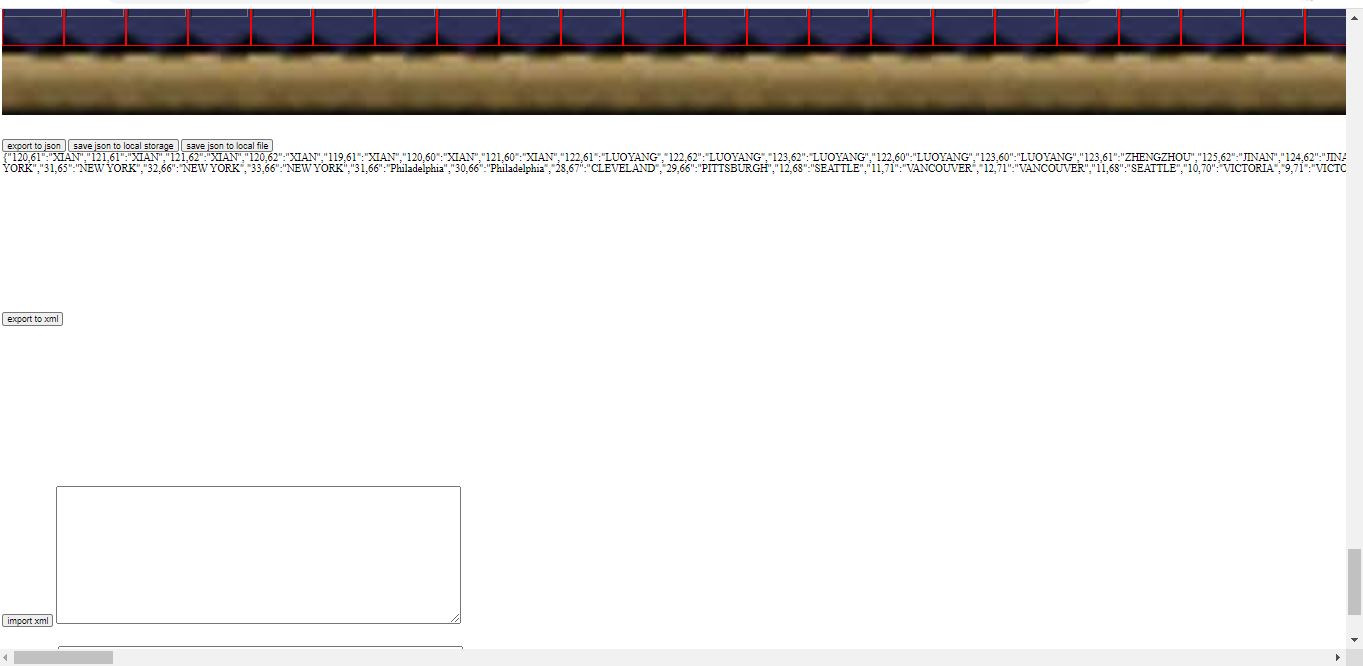 export to json save json to local storage save json to local file
{"120,61":"XIAN","121,61":"XIAN","121,62":"XIAN","120,62":"XIAN","119,61":"XIAN","120,60":"XIAN","121,60":"XIAN","122,61":"LUOYANG","122,62":"LUOYANG","123,62":"LUOYANG","122,60":"LUOYANG","123,60":"LUOYANG","123,61":"ZHENGZHOU","125,62":"JINAN","124,62":"JINA
YORK","31,65":"NEW YORK","32,66":"NEW YORK","33,66":"NEW YORK","31,66":"Philadelphia","30,66":"Philadelphia","28,67":"CLEVELAND","29,66":"PITTSBURGH","12,68":"SEATTLE","11,71":"VANCOUVER","12,71":"VANCOUVER","11,68":"SEATTLE","10,70":"VICTORIA","9,71":"VICTO
export to xml
import xml